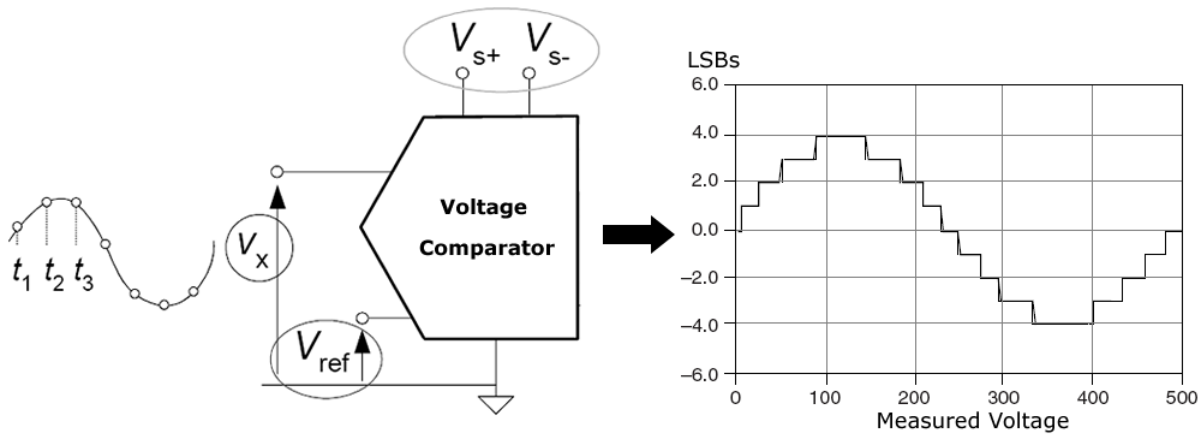 Vs+ Vs-
Voltage
Comparator
Vx
Vref
t1 t2 t3
LSBs
6.0
4.0
2.0
0.0
−2.0
−4.0
−6.0
0 100 200 300 400 500
Measured Voltage